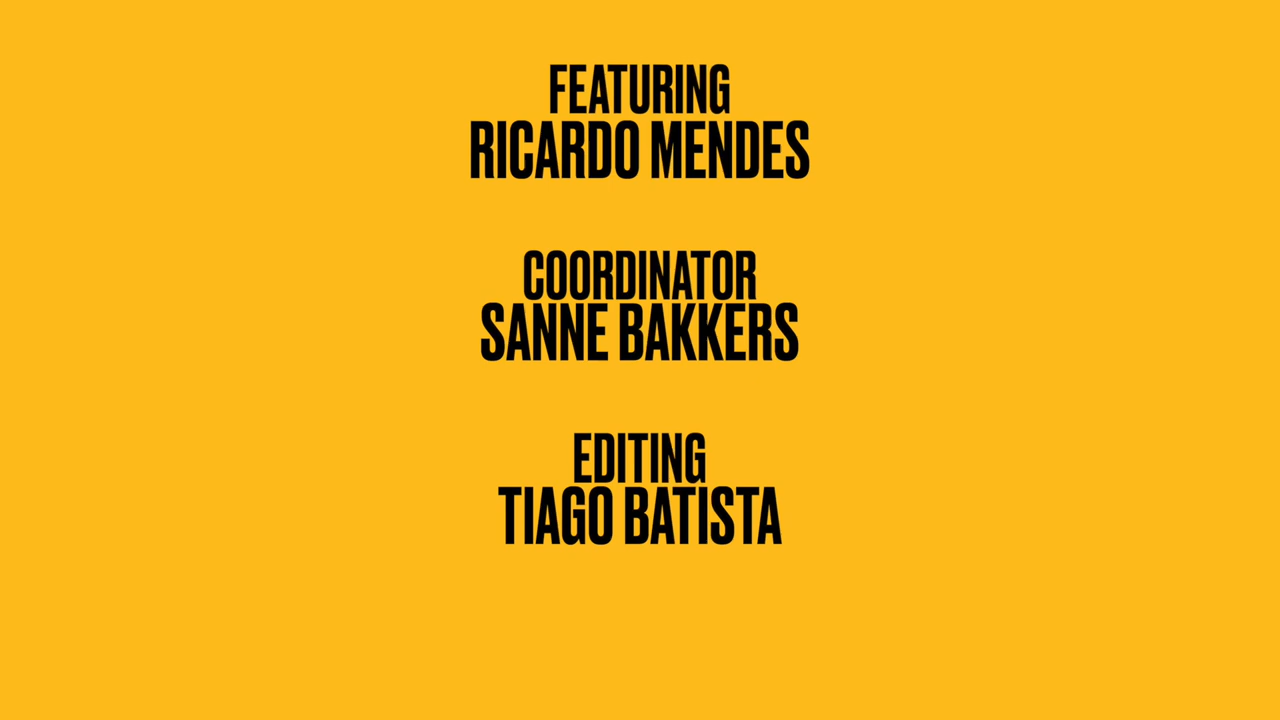 FEATURING
RICARDO MENDES
COORDINATOR
SANNE BAKKERS
EDITING
TIAGO BATISTA